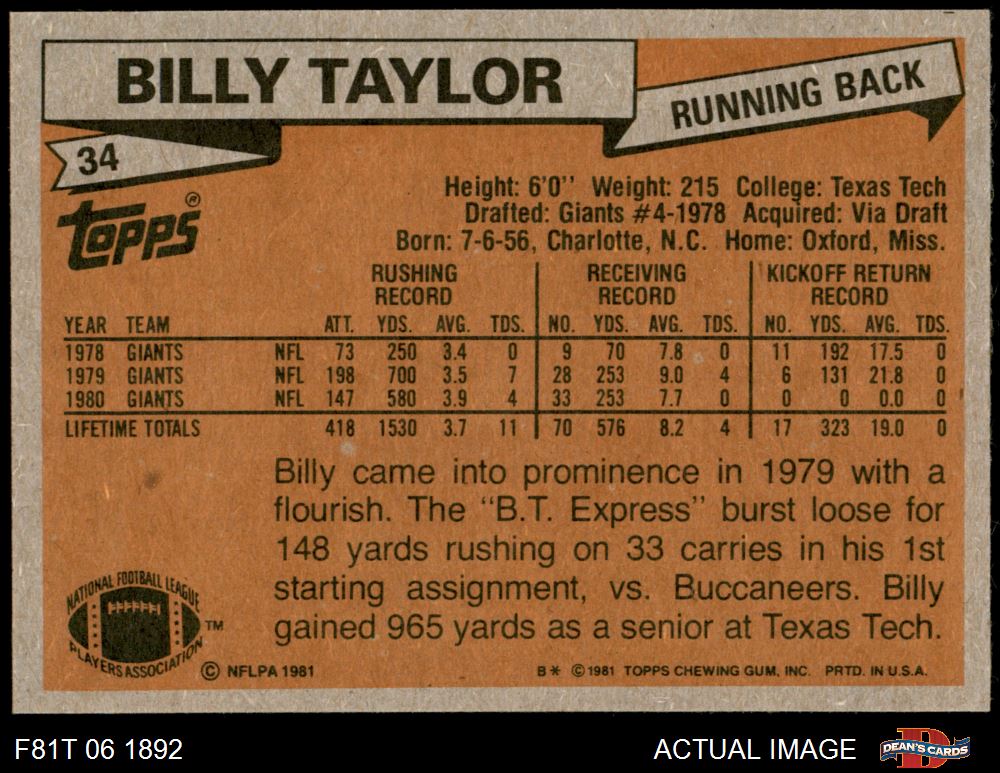 BILLY TAYLOR
RUNNING BACK
34
TOPPS®
Height: 6'0'' Weight: 215 College: Texas Tech
Drafted: Giants #4-1978 Acquired: Via Draft
Born: 7-6-56, Charlotte, N.C. Home: Oxford, Miss.
RUSHING RECORD RECEIVING RECORD KICKOFF RETURN RECORD
YEAR TEAM ATT. YDS. AVG. TDS. NO. YDS. AVG. TDS. NO. YDS. AVG. TDS.
1978 GIANTS NFL 73 250 3.4 0 9 70 7.8 0 11 192 17.5 0
1979 GIANTS NFL 198 700 3.5 7 28 253 9.0 4 6 131 21.8 0
1980 GIANTS NFL 147 580 3.9 4 33 253 7.7 0 0 0 0.0 0
LIFETIME TOTALS 418 1530 3.7 11 70 576 8.2 4 17 323 19.0 0
Billy came into prominence in 1979 with a
flourish. The "B.T. Express" burst loose for
148 yards rushing on 33 carries in his 1st
starting assignment, vs. Buccaneers. Billy
gained 965 yards as a senior at Texas Tech.
NATIONAL FOOTBALL LEAGUE
PLAYERS ASSOCIATION
TM
© NFLPA 1981
B* © 1981 TOPPS CHEWING GUM, INC. PRTD. IN U.S.A.
F81T 06 1892
ACTUAL IMAGE
D
DEAN'S CARDS